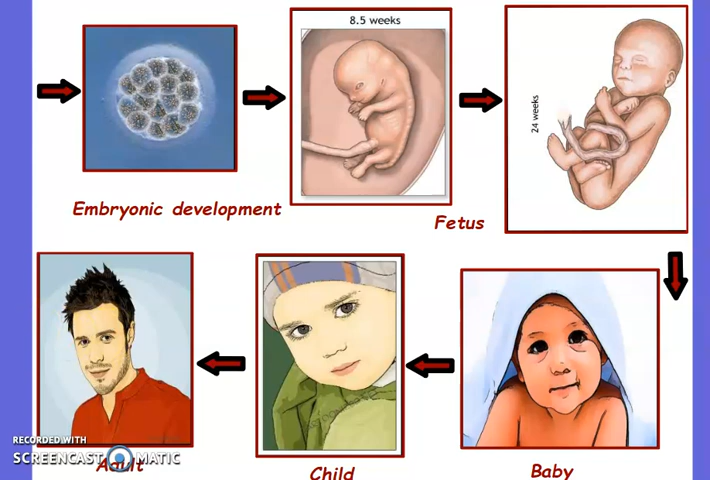 8.5 weeks
24 weeks
Embryonic development
Fetus
RECORDED WITH
SCREENCAST MATIC
Adult
Child
Baby